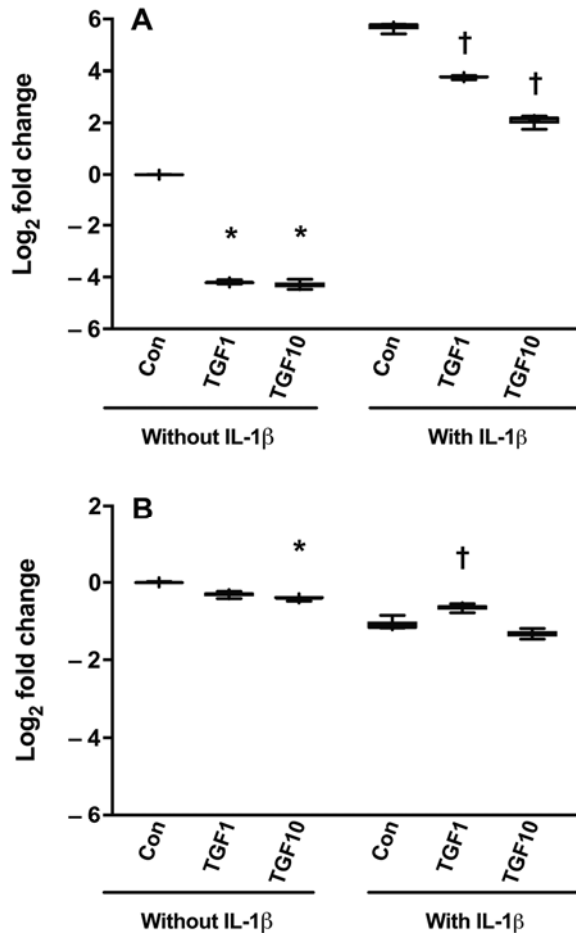 A
Log2 fold change
6
4
2
0
– 2
– 4
– 6
*
*
†
†
Con
TGF1
TGF10
Con
TGF1
TGF10
Without IL-1β
With IL-1β
B
Log2 fold change
2
0
– 2
– 4
– 6
*
†
Con
TGF1
TGF10
Con
TGF1
TGF10
Without IL-1β
With IL-1β